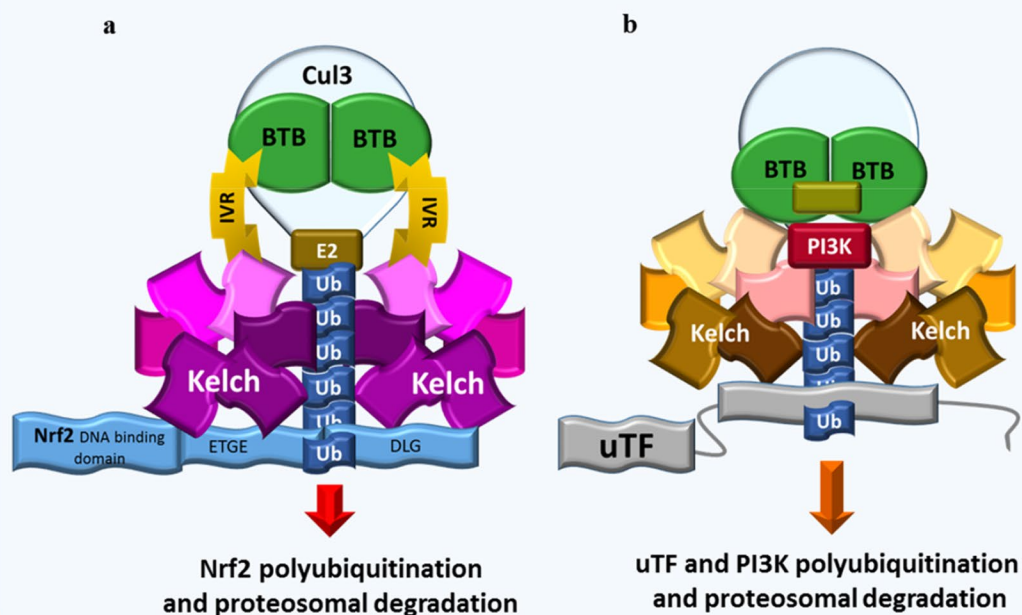 a
Cul3
BTB BTB
IVR IVR
E2
Ub
Ub
Ub
Ub
Ub
Ub
Kelch Kelch
Nrf2 DNA binding
domain
ETGE
DLG
Nrf2 polyubiquitination
and proteosomal degradation
b
BTB BTB
PI3K
Ub
Ub
Ub
Ub
Kelch Kelch
uTF
uTF and PI3K polyubiquitination
and proteosomal degradation